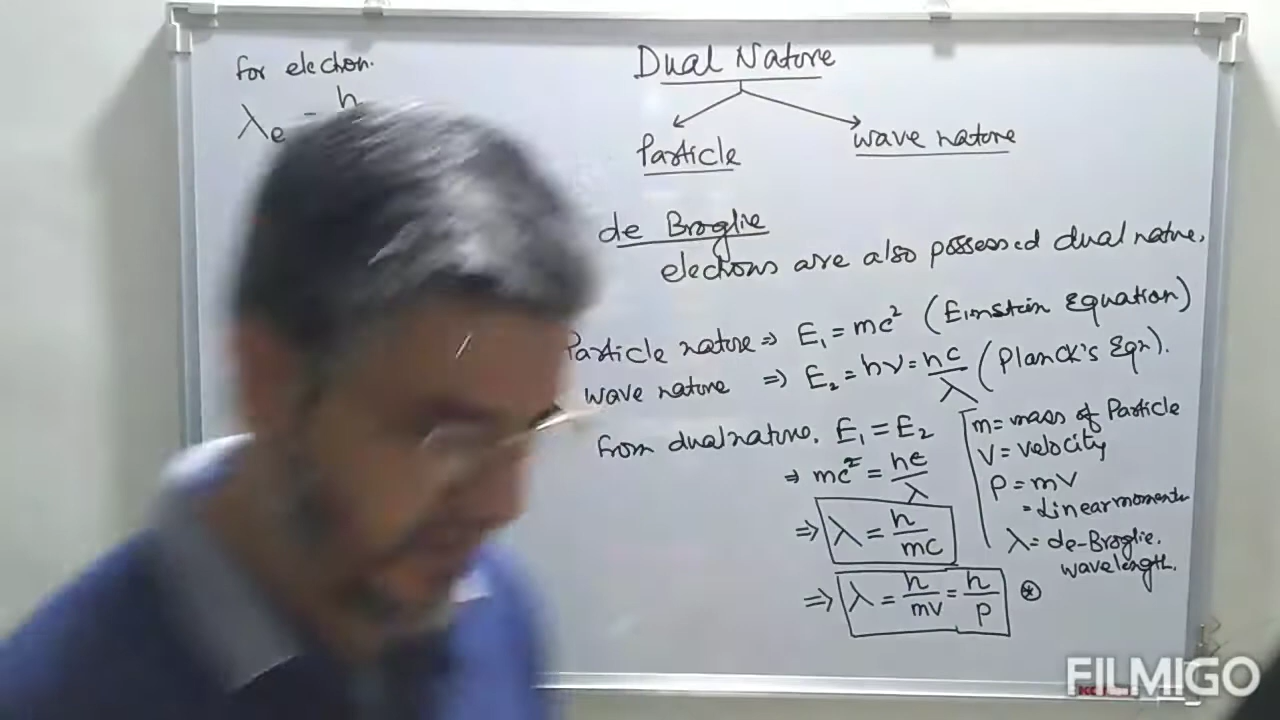 for electron.
λe = h
Dual Nature
Particle
wave nature
de Broglie
electrons are also possessed dual nature.
Particle nature ⇒ E₁ = mc² (Einstein Equation)
wave nature ⇒ E₂ = hν = hc/λ (Planck's Eqn).
from dual nature. E₁ = E₂
⇒ mc² = hc/λ
⇒ λ = h/mc
⇒ λ = h/mv = h/p ⊛
m = mass of Particle
V = velocity
P = mV
= Linear momentu
λ = de-Broglie.
wavelength.
FILMIGO